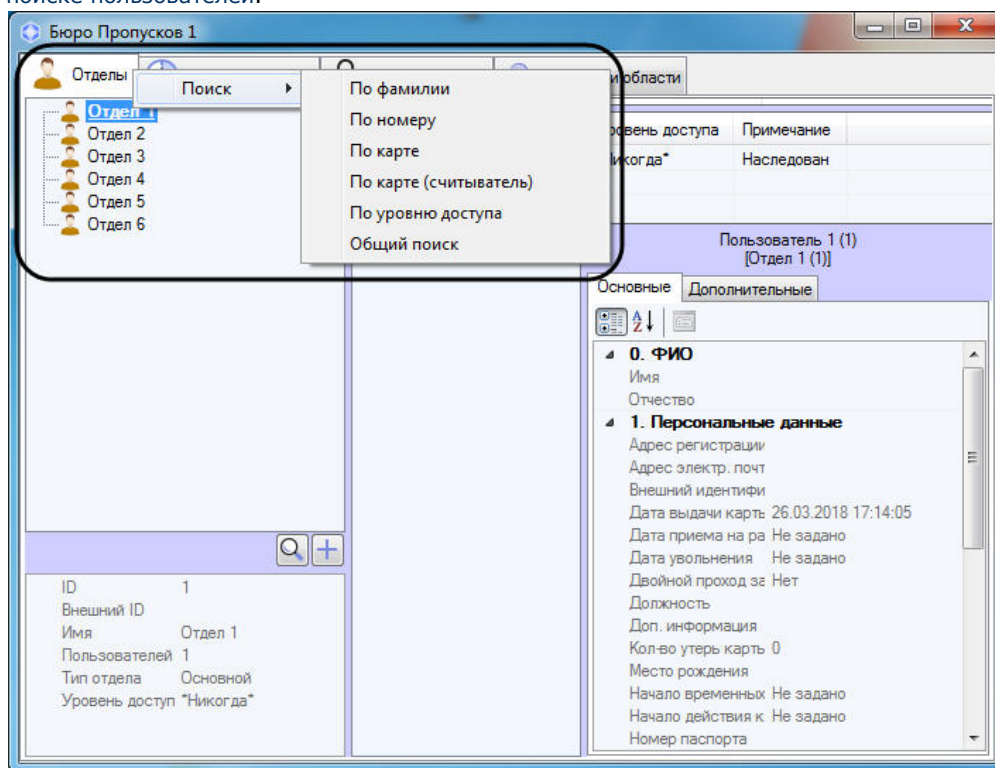 поиске пользователей.
Бюро Пропусков 1
Отделы
и области
Поиск
По фамилии
По номеру
По карте
По карте (считыватель)
По уровню доступа
Общий поиск
Отдел 1
Отдел 2
Отдел 3
Отдел 4
Отдел 5
Отдел 6
овень доступа Примечание
икогда* Наследован
Пользователь 1 (1)
[Отдел 1 (1)]
Основные Дополнительные
0. ФИО
Имя
Отчество
1. Персональные данные
Адрес регистрации
Адрес электр. почт
Внешний идентифи
Дата выдачи карть 26.03.2018 17:14:05
Дата приема на ра Не задано
Дата увольнения Не задано
Двойной проход за Нет
Должность
Доп. информация
Кол-во утерь карть 0
Место рождения
Начало временных Не задано
Начало действия к Не задано
Номер паспорта
ID 1
Внешний ID
Имя Отдел 1
Пользователей 1
Тип отдела Основной
Уровень доступ *Никогда*